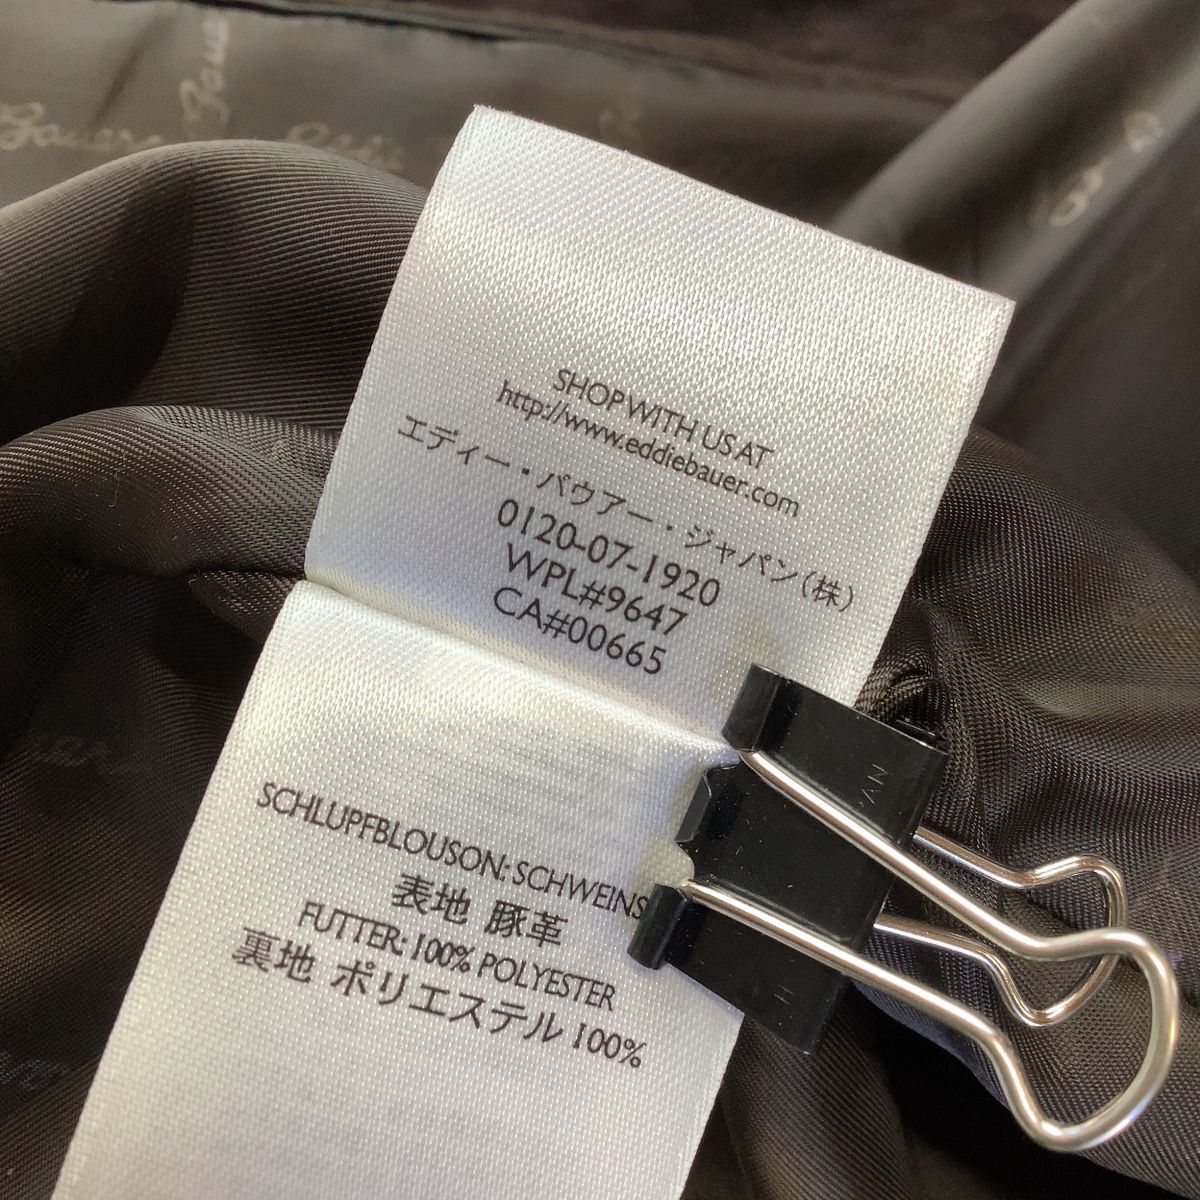 Bauer
Eddie
SHOP WITH US AT
http://www.eddiebauer.com
エディー・バウアー・ジャパン(株)
0120-07-1920
WPL#9647
CA#00665
SCHLUPFBLOUSON: SCHWEINS
表地 豚革
FUTTER: 100% POLYESTER
裏地 ポリエステル 100%